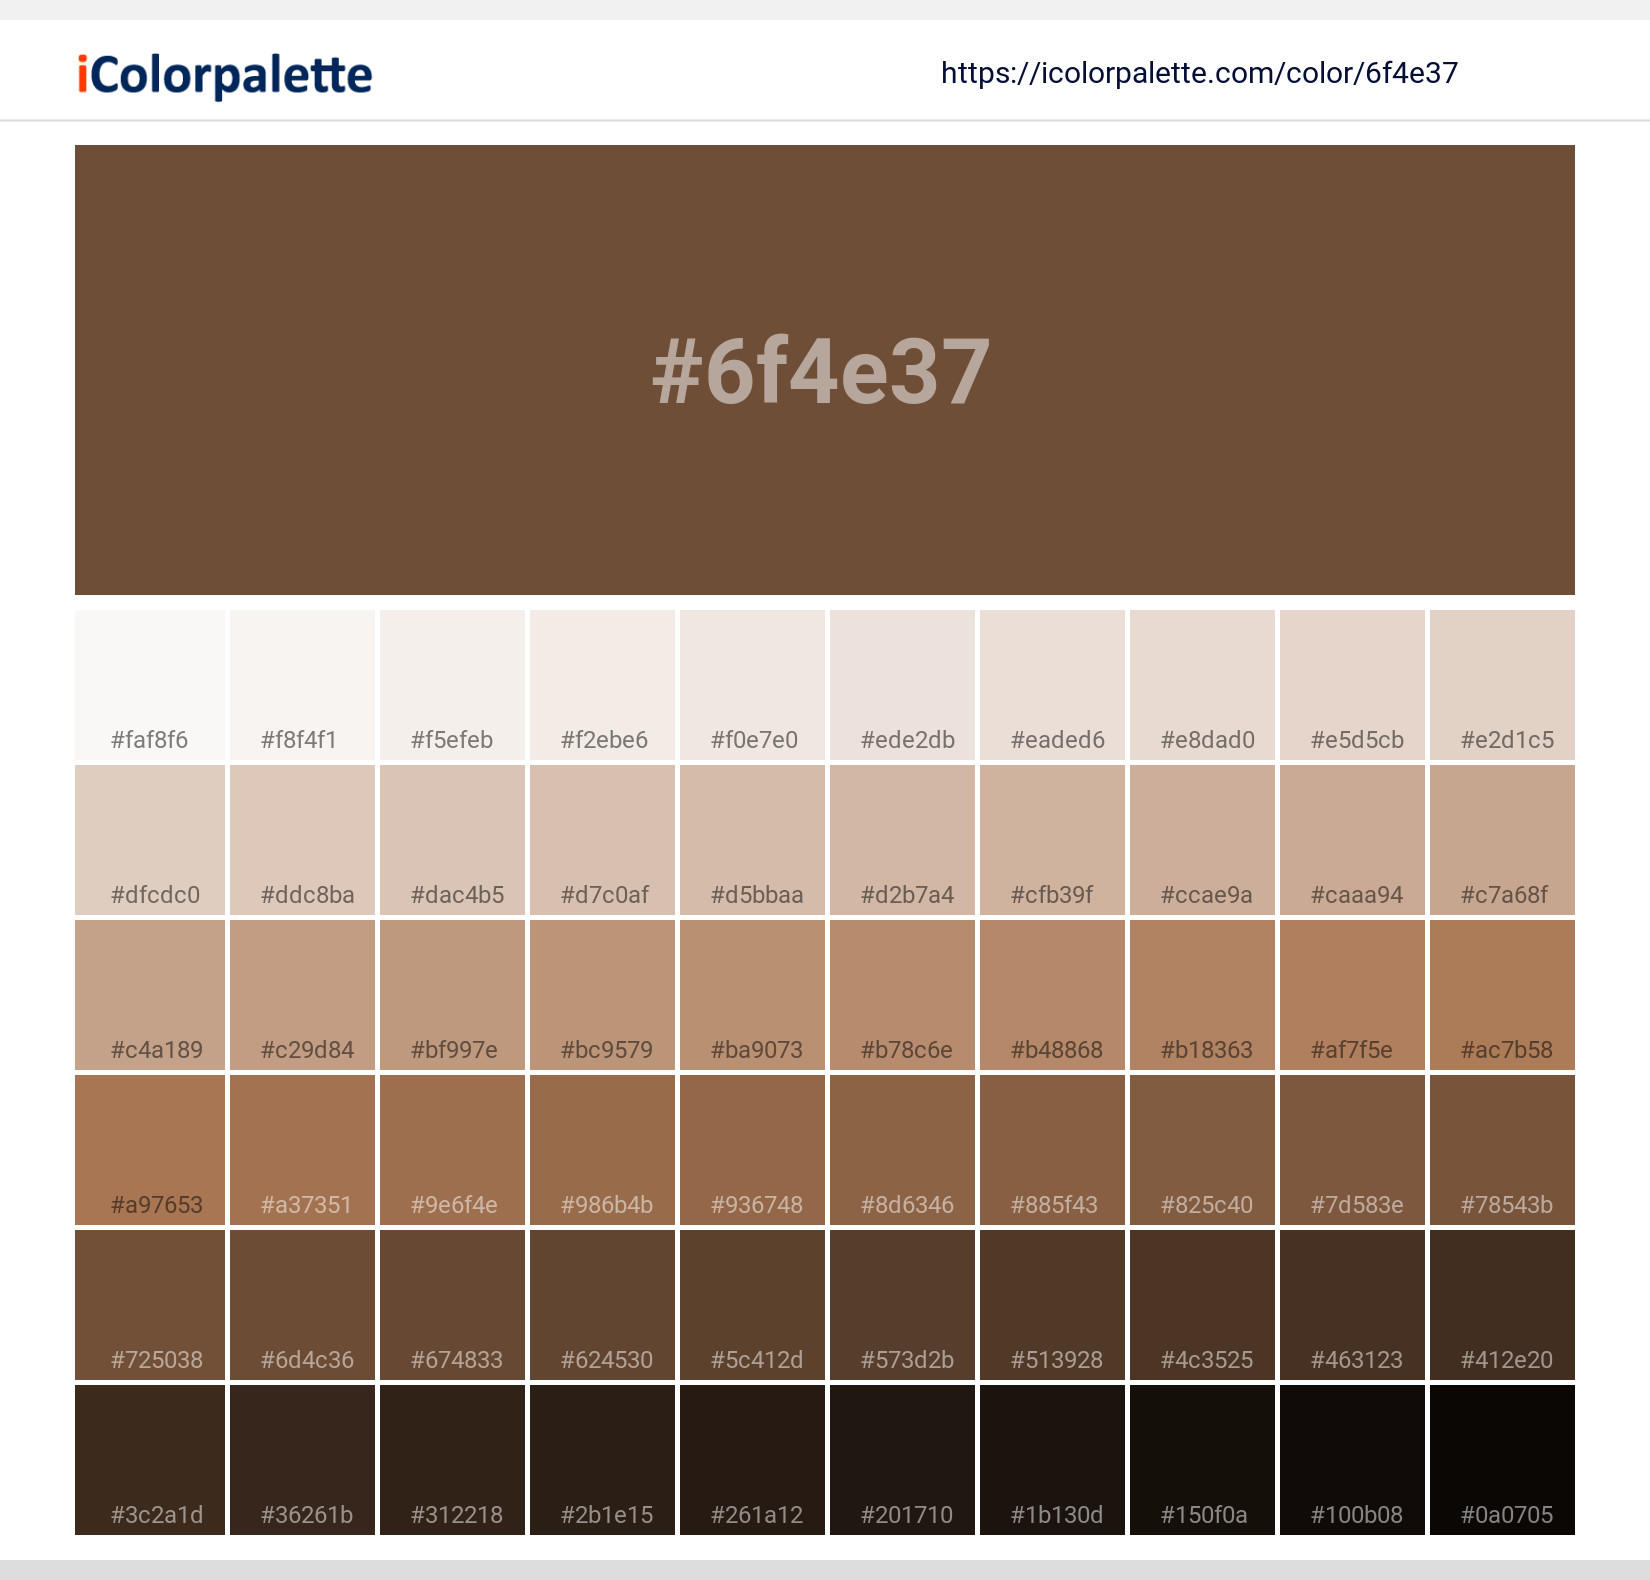 iColorpalette
https://icolorpalette.com/color/6f4e37
#6f4e37
#faf8f6 #f8f4f1 #f5efeb #f2ebe6 #f0e7e0 #ede2db #eaded6 #e8dad0 #e5d5cb #e2d1c5
#dfcdc0 #ddc8ba #dac4b5 #d7c0af #d5bbaa #d2b7a4 #cfb39f #ccae9a #caaa94 #c7a68f
#c4a189 #c29d84 #bf997e #bc9579 #ba9073 #b78c6e #b48868 #b18363 #af7f5e #ac7b58
#a97653 #a37351 #9e6f4e #986b4b #936748 #8d6346 #885f43 #825c40 #7d583e #78543b
#725038 #6d4c36 #674833 #624530 #5c412d #573d2b #513928 #4c3525 #463123 #412e20
#3c2a1d #36261b #312218 #2b1e15 #261a12 #201710 #1b130d #150f0a #100b08 #0a0705